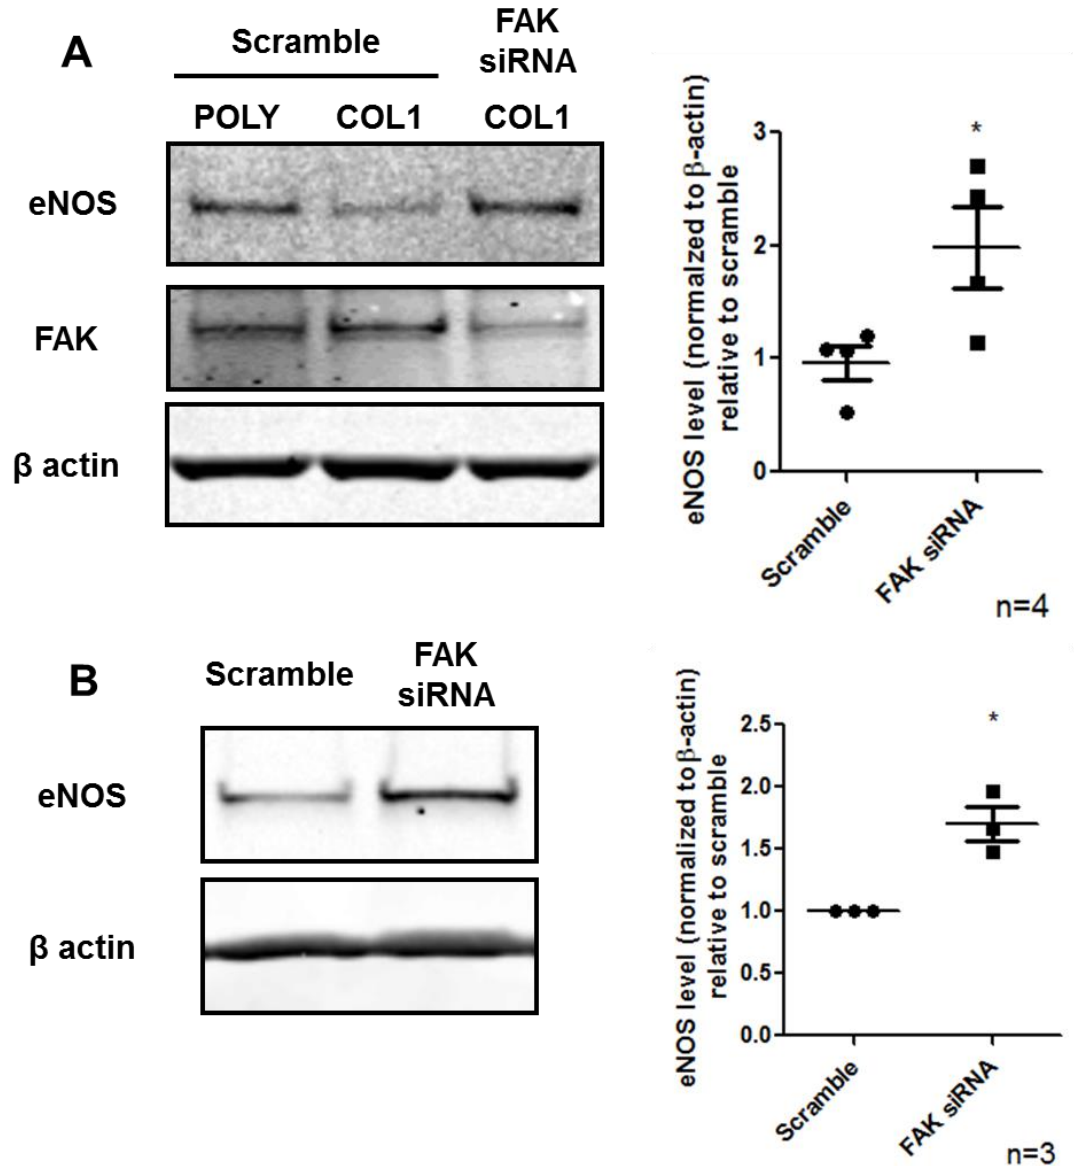 A
Scramble
FAK
siRNA
POLY
COL1
COL1
eNOS
FAK
β actin
eNOS level (normalzed to β-actin)
relative to scramble
3
2
1
0
*
Scramble
FAK siRNA
n=4
B
Scramble
FAK
siRNA
eNOS
β actin
eNOS level (normalized to β-actin)
relative to scramble
2.5
2.0
1.5
1.0
0.5
0.0
*
Scramble
FAK siRNA
n=3